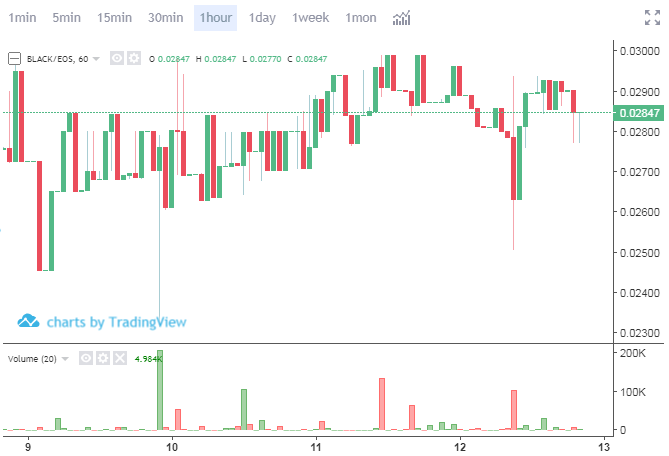 1min 5min 15min 30min 1hour 1day 1week 1mon
BLACK/EOS, 60 O 0.02847 H 0.02847 L 0.02770 C 0.02847
0.03000
0.02900
0.02847
0.02800
0.02700
0.02600
0.02500
0.02400
0.02300
charts by TradingView
Volume (20) 4.984K
200K
100K
0
9 10 11 12 13